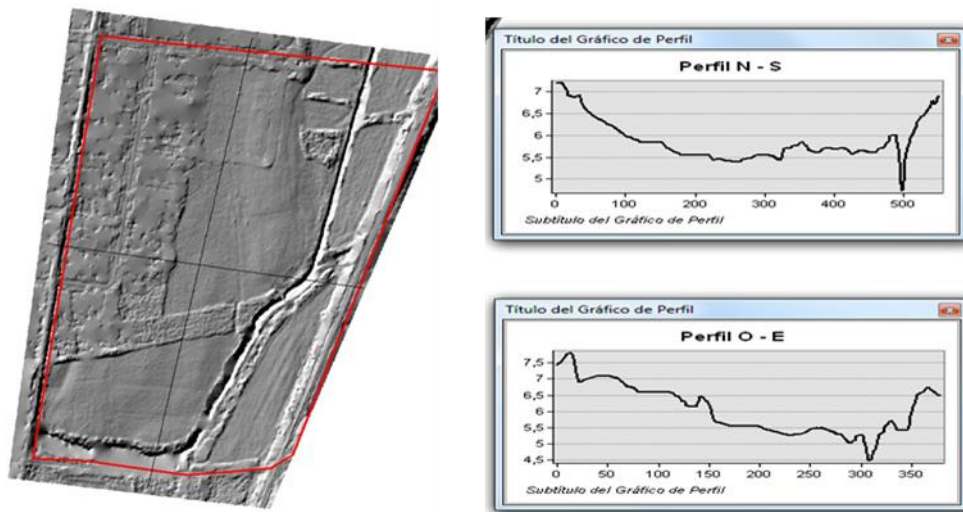 Título del Gráfico de Perfil
Perfil N - S
7
6,5
6
5,5
5
0 100 200 300 400 500
Subtítulo del Gráfico de Perfil
Título del Gráfico de Perfil
Perfil O - E
7,5
7
6,5
6
5,5
5
4,5
0 50 100 150 200 250 300 350
Subtítulo del Gráfico de Perfil